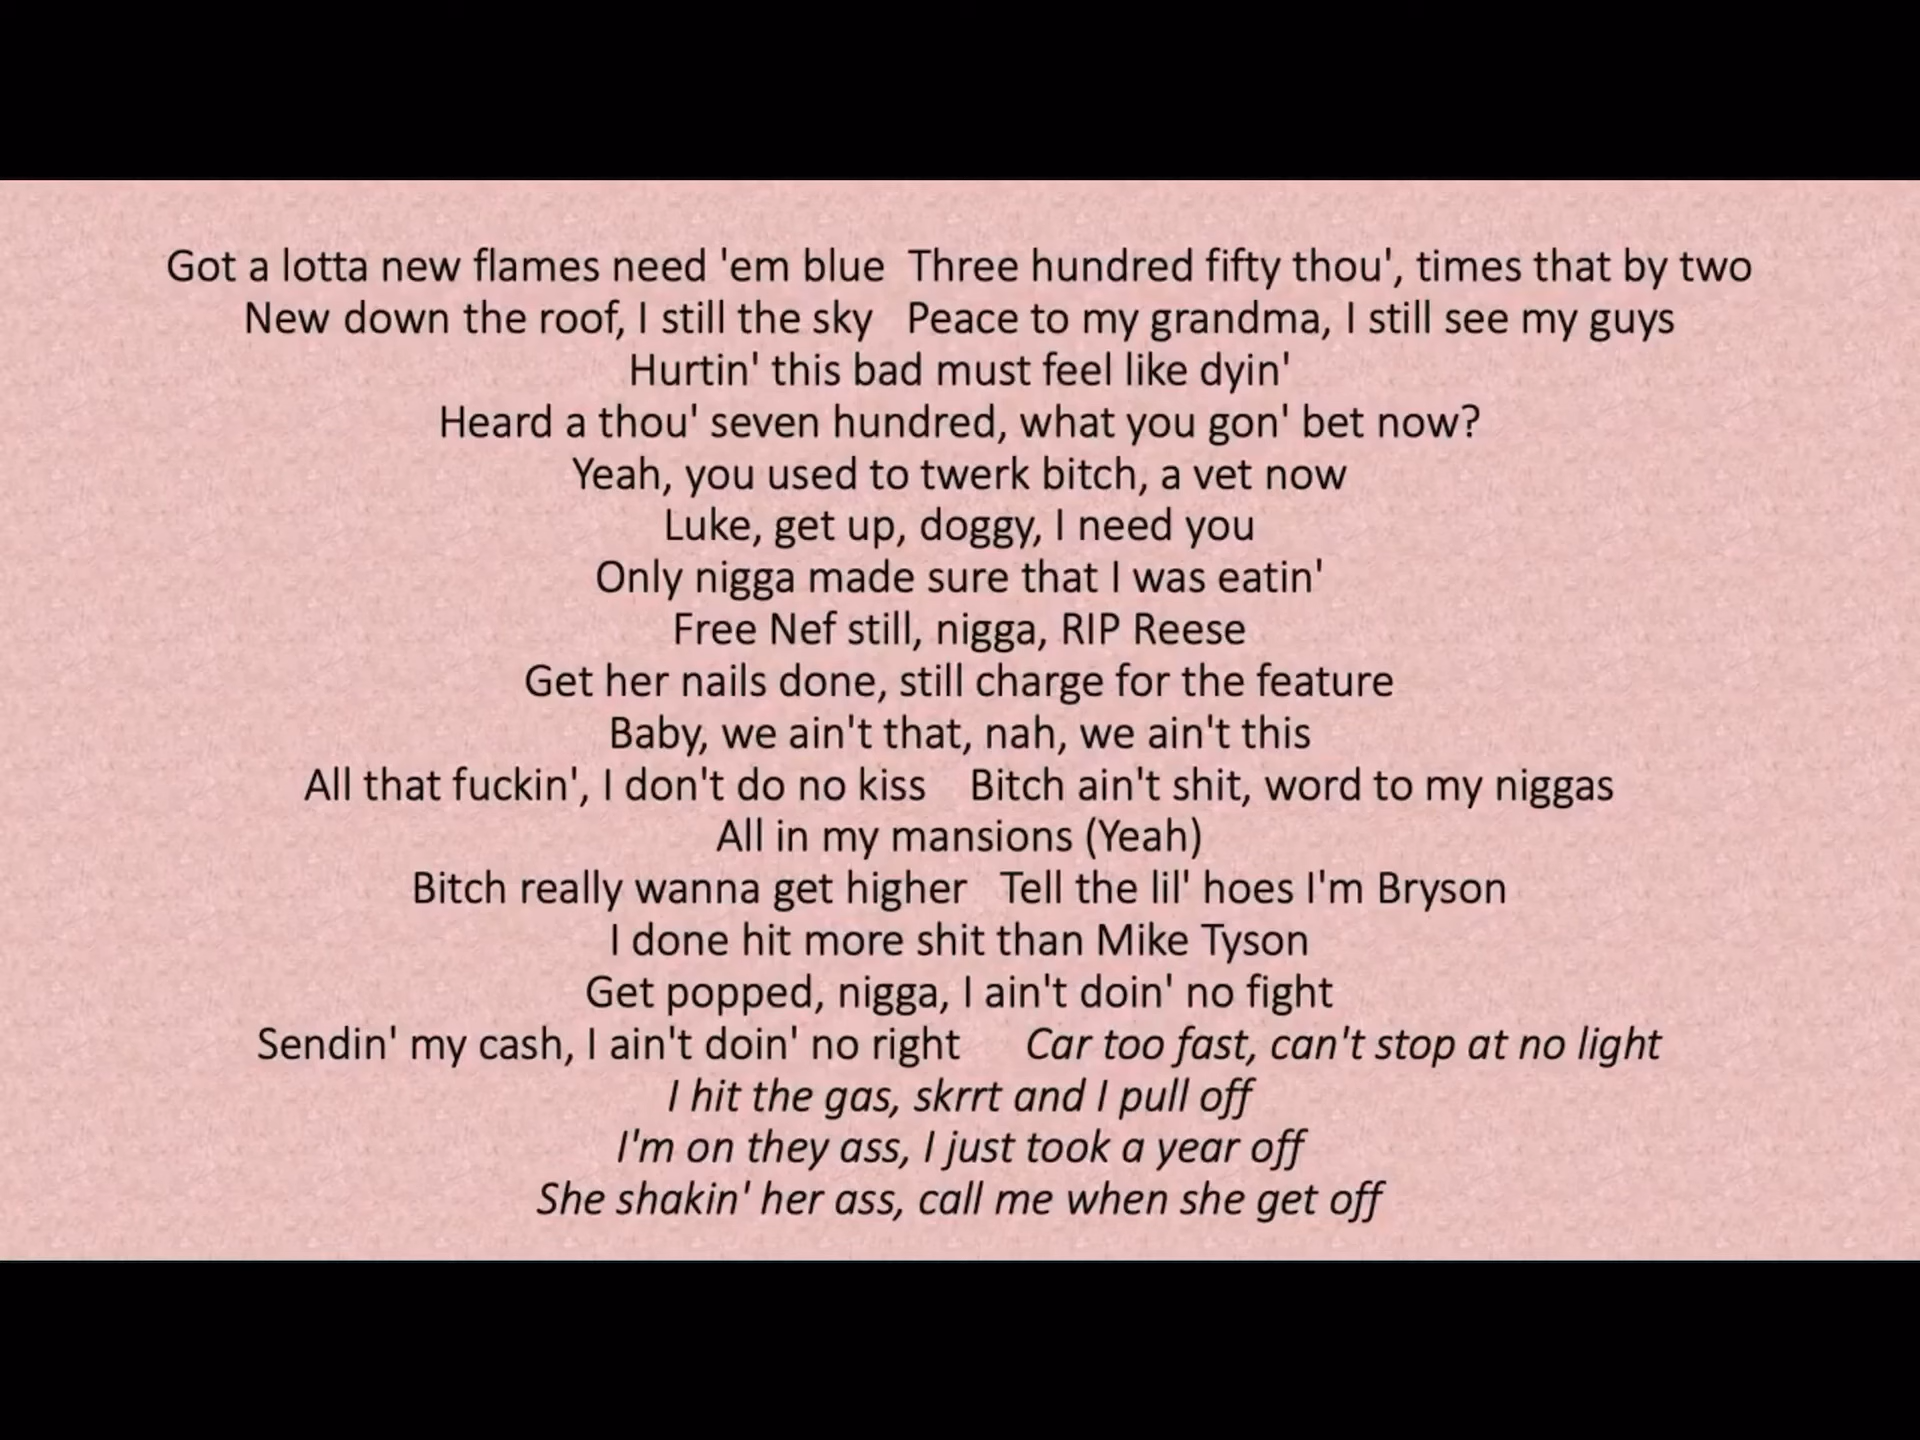 Got a lotta new flames need 'em blue Three hundred fifty thou', times that by two
New down the roof, I still the sky Peace to my grandma, I still see my guys
Hurtin' this bad must feel like dyin'
Heard a thou' seven hundred, what you gon' bet now?
Yeah, you used to twerk bitch, a vet now
Luke, get up, doggy, I need you
Only nigga made sure that I was eatin'
Free Nef still, nigga, RIP Reese
Get her nails done, still charge for the feature
Baby, we ain't that, nah, we ain't this
All that fuckin', I don't do no kiss Bitch ain't shit, word to my niggas
All in my mansions (Yeah)
Bitch really wanna get higher Tell the lil' hoes I'm Bryson
I done hit more shit than Mike Tyson
Get popped, nigga, I ain't doin' no fight
Sendin' my cash, I ain't doin' no right Car too fast, can't stop at no light
I hit the gas, skrrt and I pull off
I'm on they ass, I just took a year off
She shakin' her ass, call me when she get off